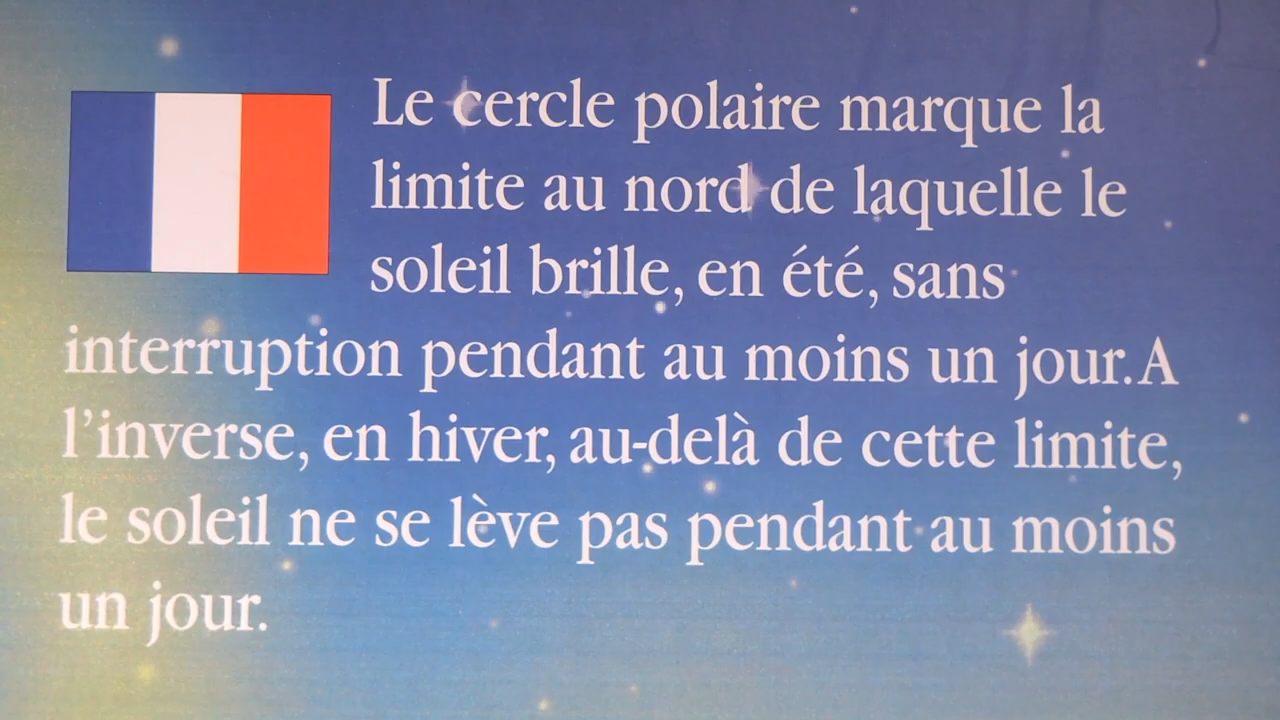 Le cercle polaire marque la
limite au nord de laquelle le
soleil brille, en été, sans
interruption pendant au moins un jour. A
l'inverse, en hiver, au-delà de cette limite,
le soleil ne se lève pas pendant au moins
un jour.